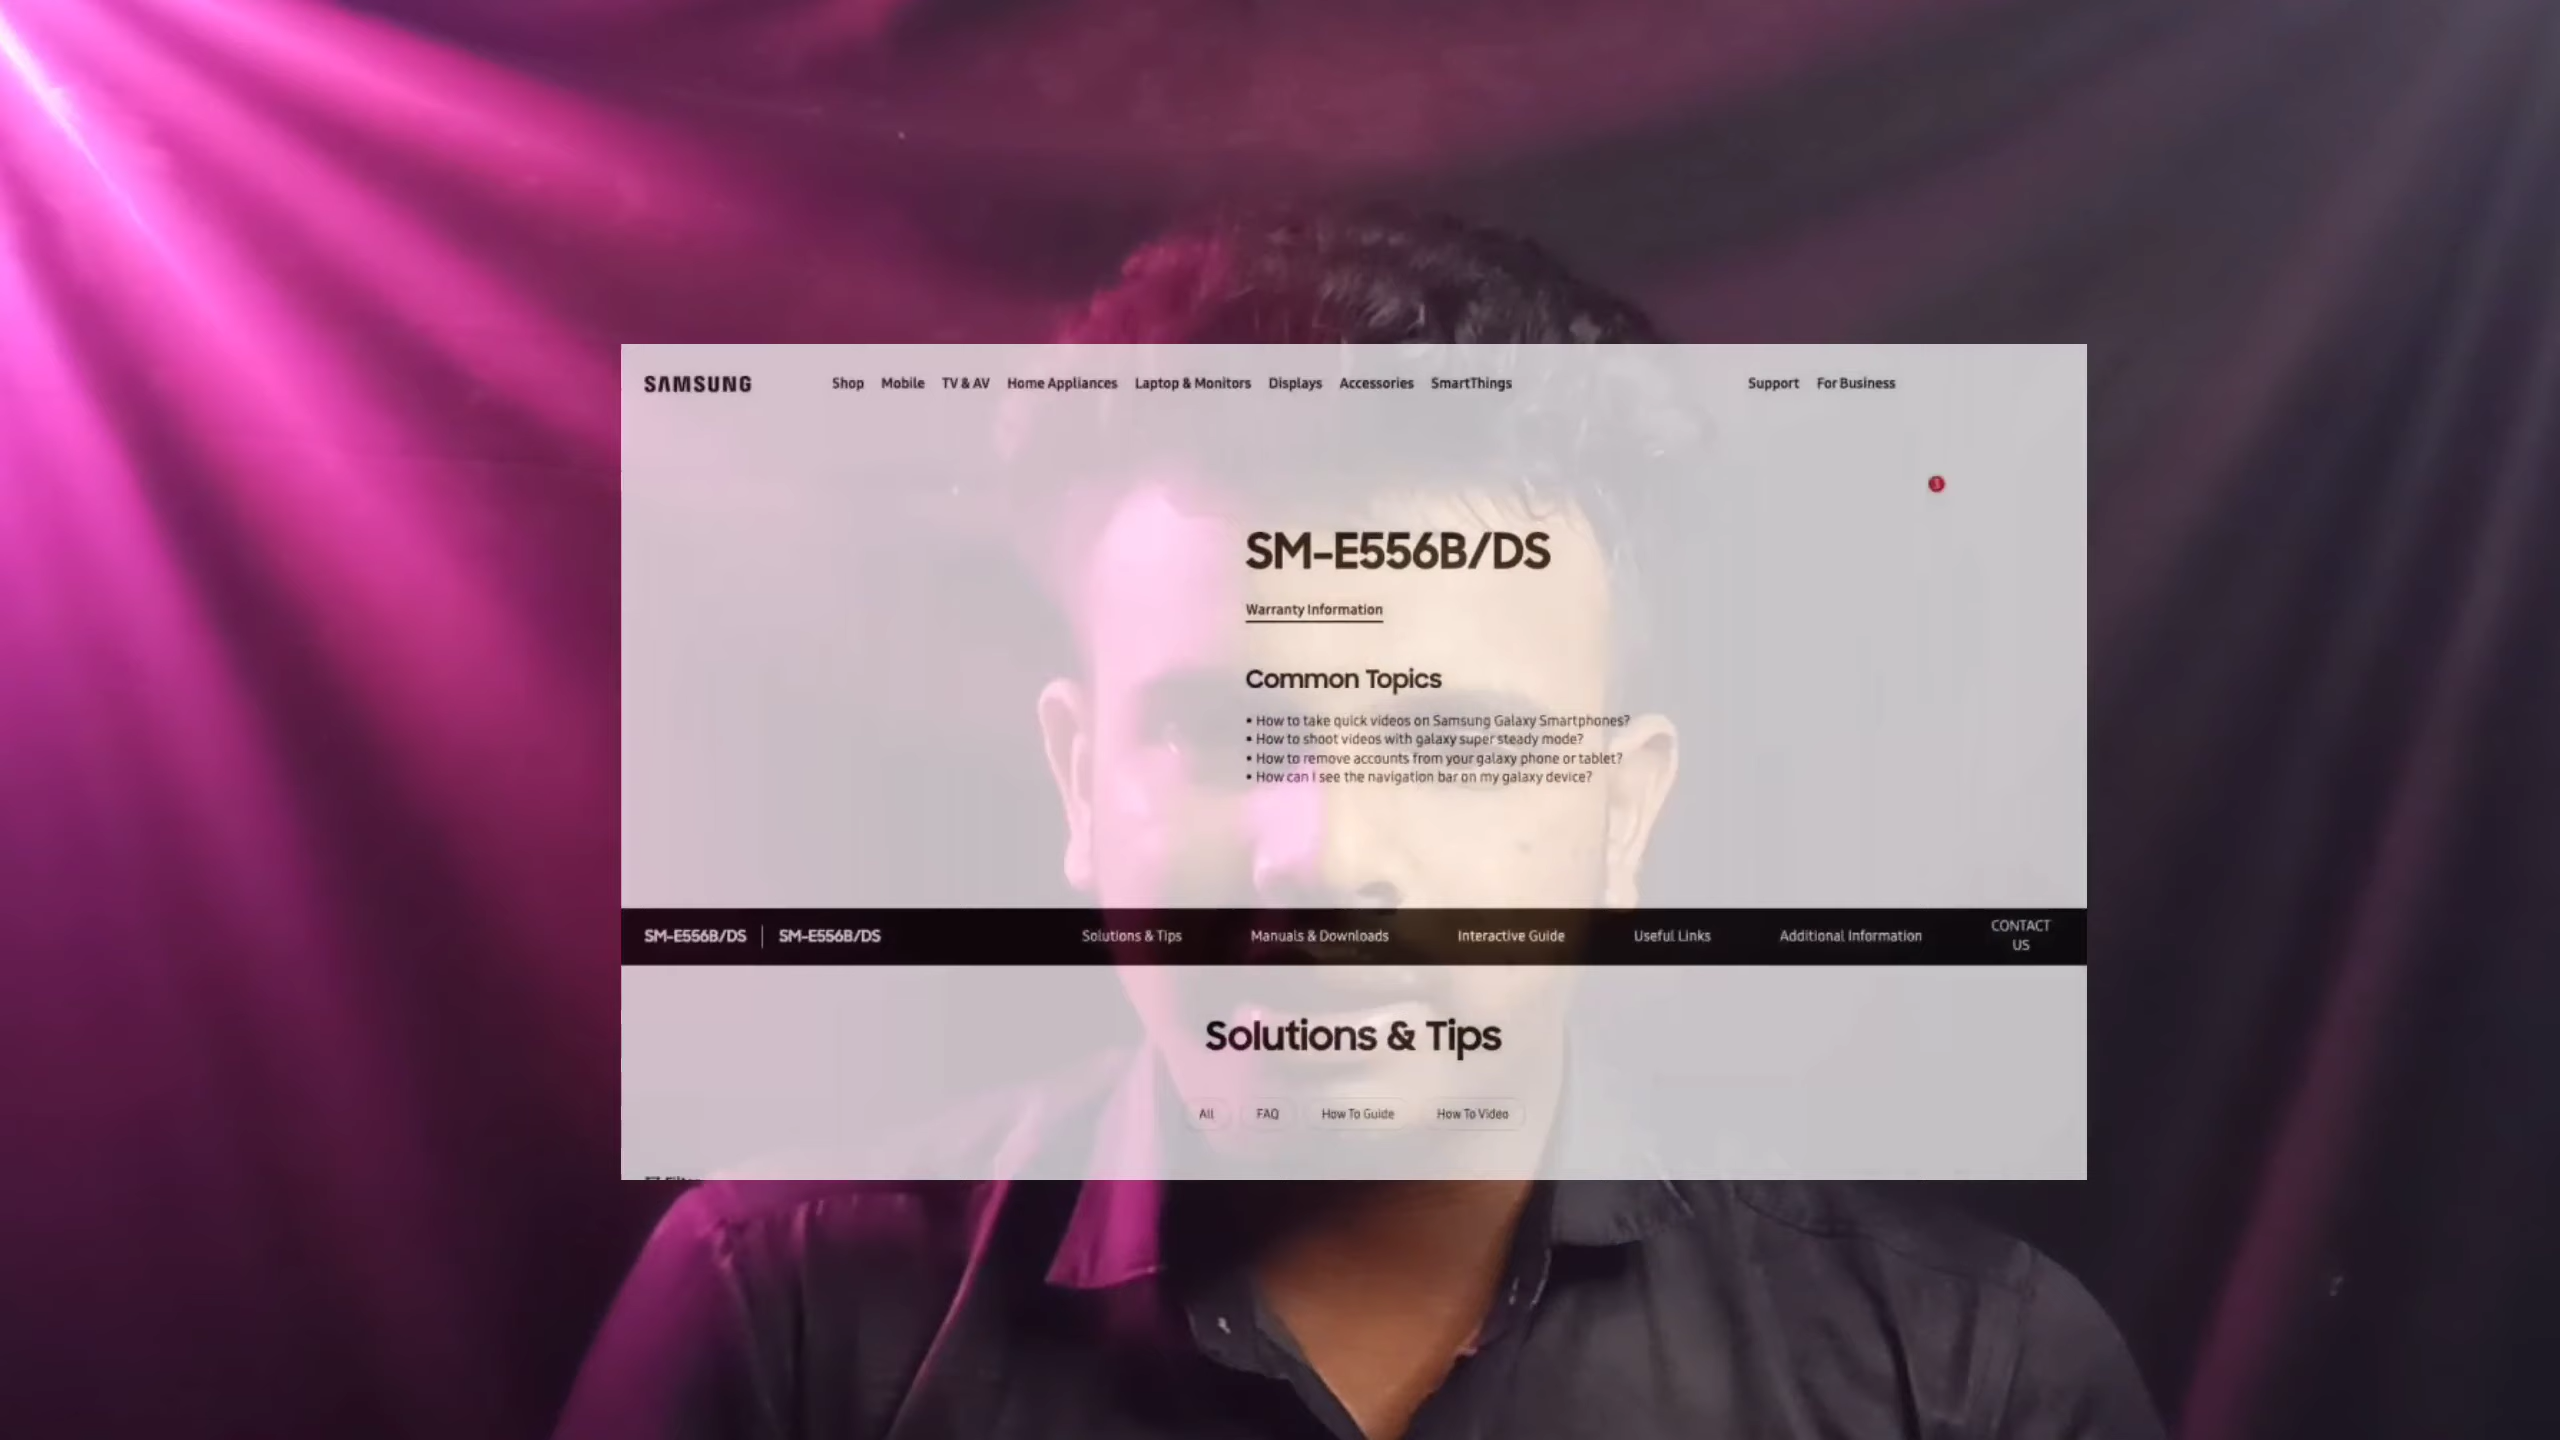 SAMSUNG
Shop Mobile TV & AV Home Appliances Laptop & Monitors Displays Accessories SmartThings Support For Business
SM-E556B/DS
Warranty Information
Common Topics
• How to take quick videos on Samsung Galaxy Smartphones?
• How to shoot videos with galaxy super steady mode?
• How to remove accounts from your galaxy phone or tablet?
• How can I see the navigation bar on my galaxy device?
SM-E556B/DS | SM-E556B/DS Solutions & Tips Manuals & Downloads Interactive Guide Useful Links Additional Information CONTACT
US
Solutions & Tips
All FAQ How To Guide How To Video